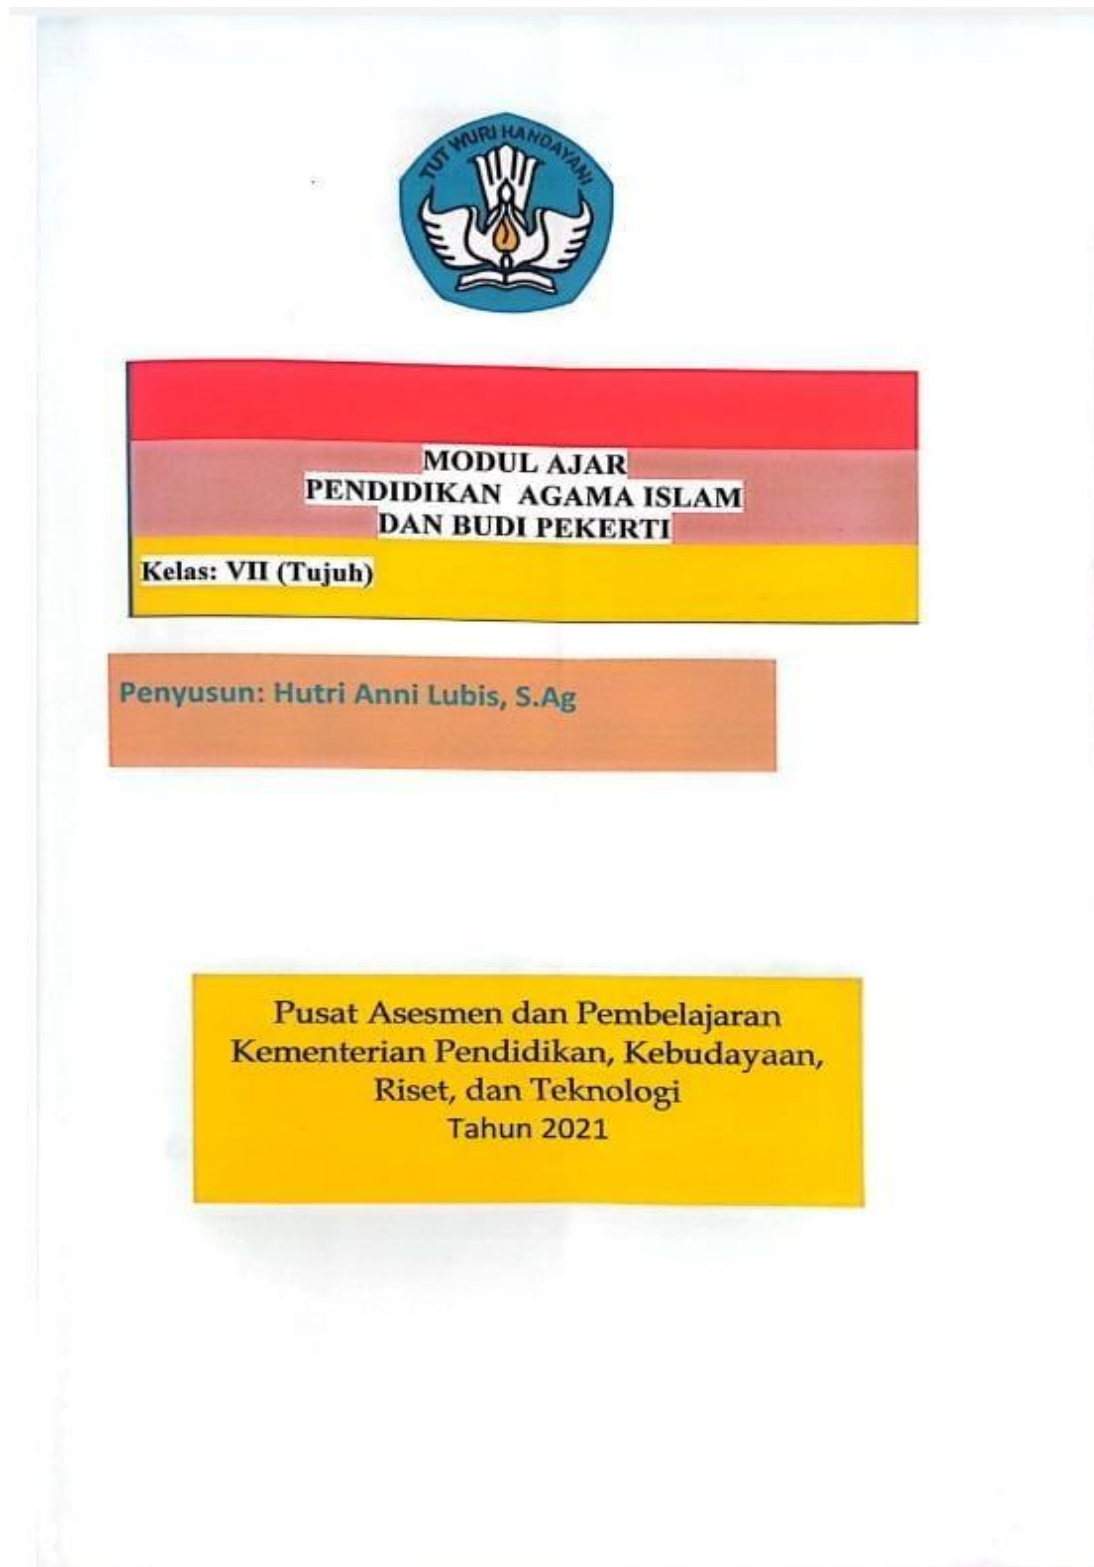 TUT WURI HANDAYANI
MODUL AJAR
PENDIDIKAN AGAMA ISLAM
DAN BUDI PEKERTI
Kelas: VII (Tujuh)
Penyusun: Hutri Anni Lubis, S.Ag
Pusat Asesmen dan Pembelajaran
Kementerian Pendidikan, Kebudayaan,
Riset, dan Teknologi
Tahun 2021